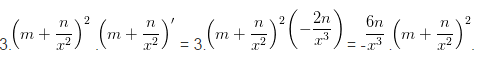 3.(m + n/x²)² .(m + n/x²)′ = 3.(m + n/x²)² (− 2n/x³) = - 6n/x³ .(m + n/x²)² .